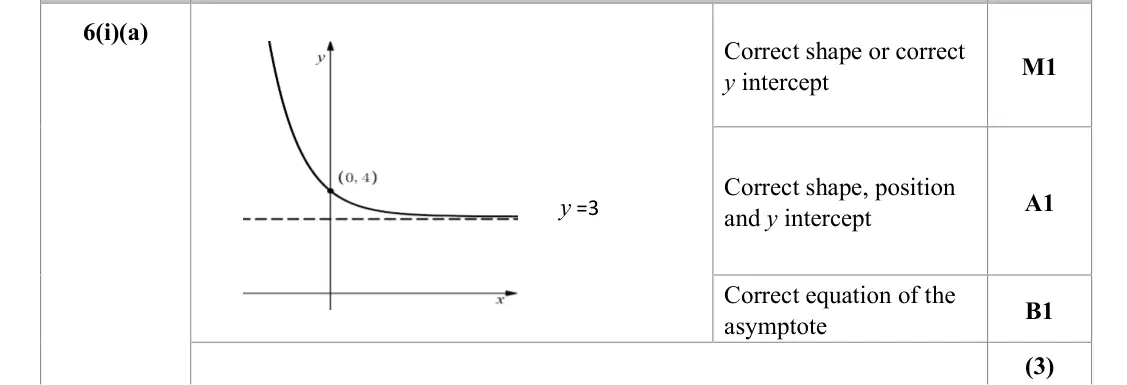 6(i)(a)
y
(0, 4)
y =3
x
Correct shape or correct
y intercept
M1
Correct shape, position
and y intercept
A1
Correct equation of the
asymptote
B1
(3)